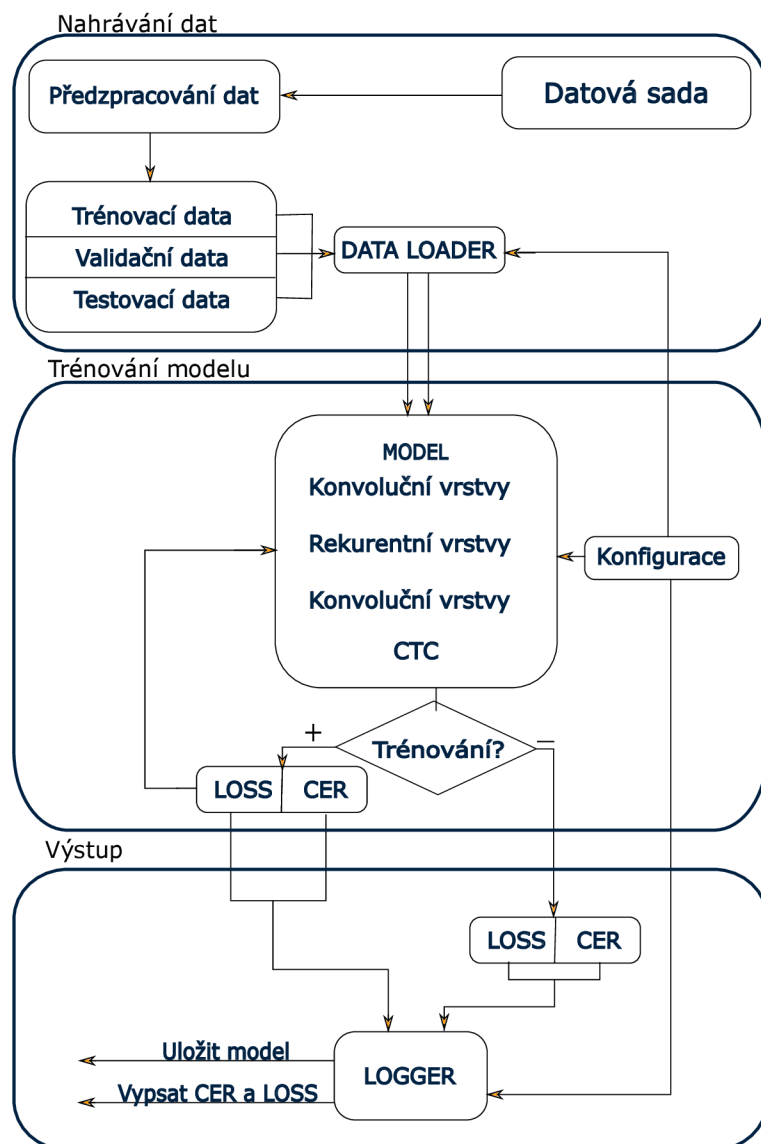 Nahrávání dat
Předzpracování dat
Datová sada
Trénovací data
Validační data
Testovací data
DATA LOADER
Trénování modelu
MODEL
Konvoluční vrstvy
Rekurentní vrstvy
Konvoluční vrstvy
CTC
Konfigurace
+
Trénování?
−
LOSS
CER
Výstup
LOSS
CER
Uložit model
Vypsat CER a LOSS
LOGGER